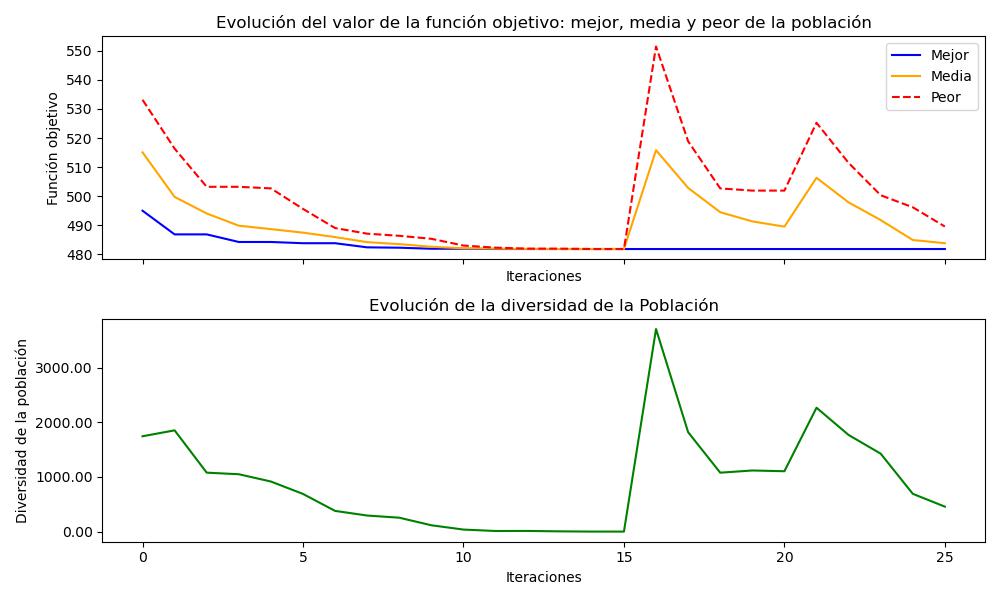 Evolución del valor de la función objetivo: mejor, media y peor de la población
Función objetivo
550
540
530
520
510
500
490
480
Mejor
Media
Peor
Iteraciones
Evolución de la diversidad de la Población
Diversidad de la población
3000.00
2000.00
1000.00
0.00
0 5 10 15 20 25
Iteraciones